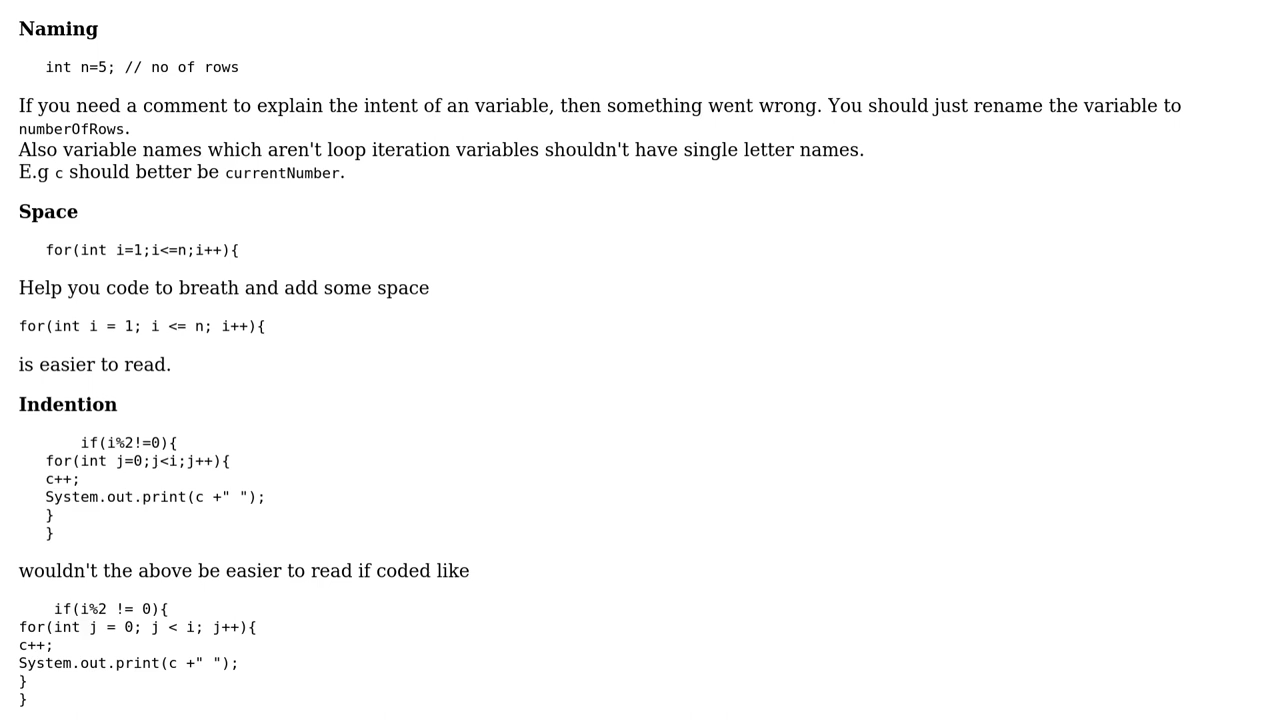 Naming
int n=5; // no of rows
If you need a comment to explain the intent of an variable, then something went wrong. You should just rename the variable to
numberOfRows.
Also variable names which aren't loop iteration variables shouldn't have single letter names.
E.g c should better be currentNumber.
Space
for(int i=1;i<=n;i++){
Help you code to breath and add some space
for(int i = 1; i <= n; i++){
is easier to read.
Indention
if(i%2!=0){
for(int j=0;j<i;j++){
c++;
System.out.print(c +" ");
}
}
wouldn't the above be easier to read if coded like
if(i%2 != 0){
for(int j = 0; j < i; j++){
c++;
System.out.print(c +" ");
}
}